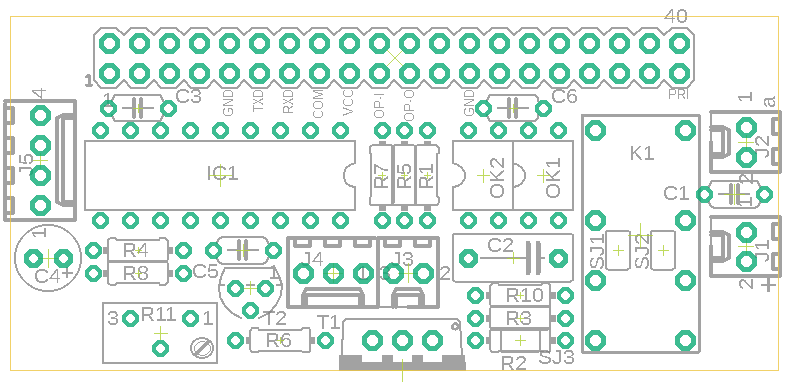 40
1
4
1
C3
GND
TXD
RXD
COM
VCC
OP-I
OP-O
GND
C6
PRI
1
a
J5
IC1
R7
R5
R1
OK2
OK1
K1
J2
2
C1
1
1
C4
+
R4
R8
C5
1
J4
1
3
J3
2
C2
SJ1
SJ2
J1
2
+
3
R11
1
T2
T1
R6
R10
R3
R2
SJ3